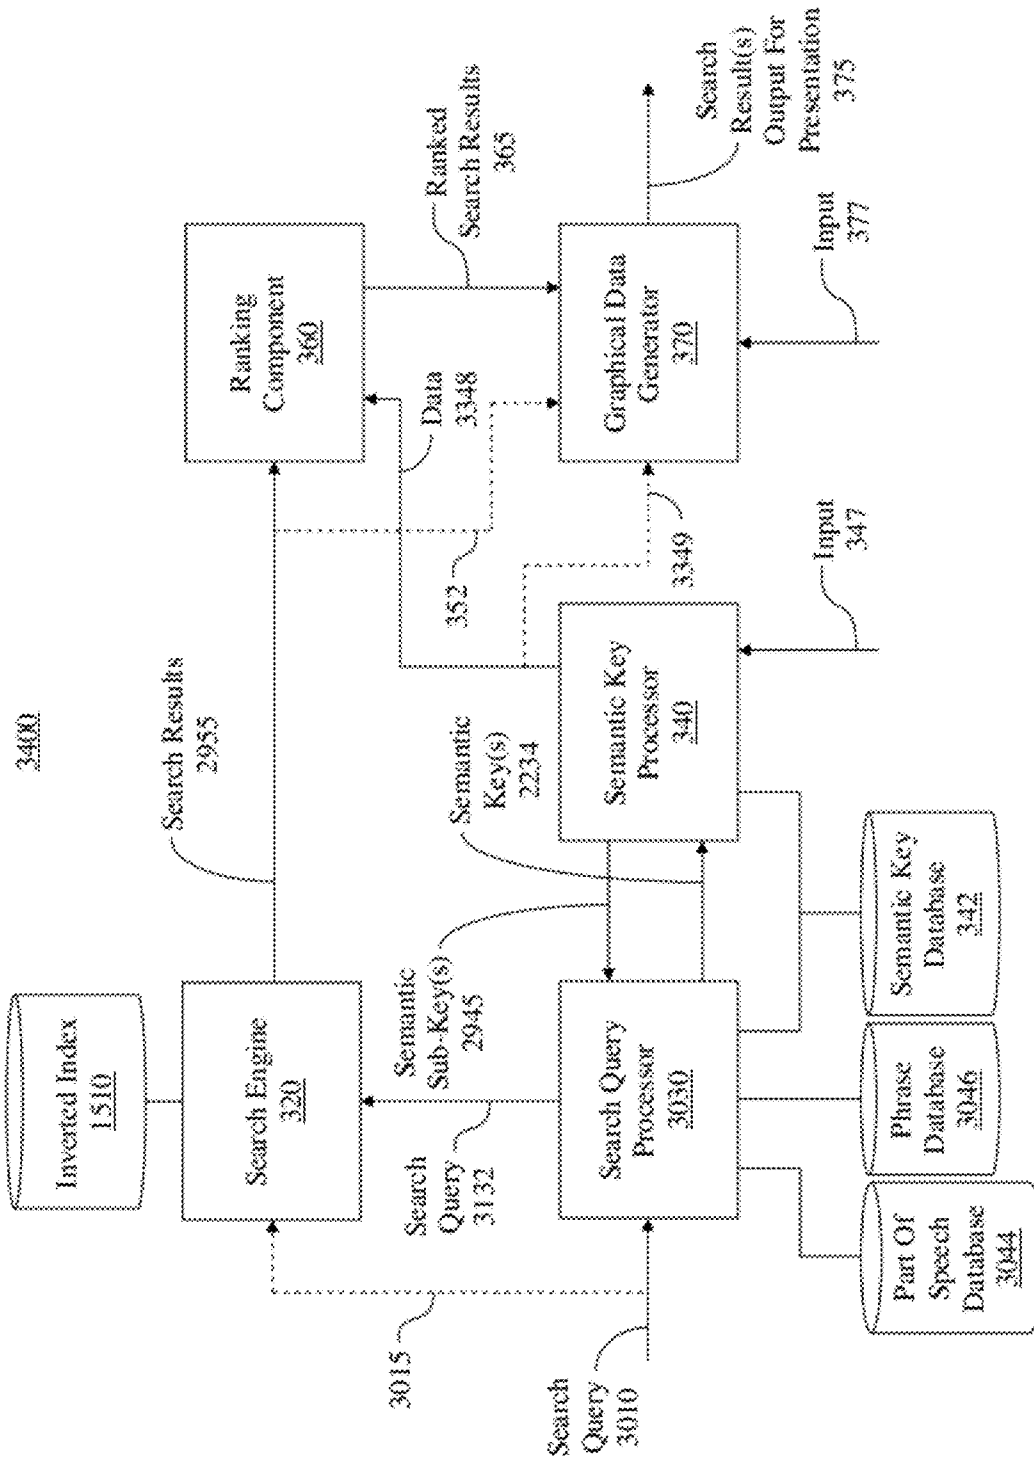 3400
Inverted Index
1510
Search Engine
320
Search Results
2955
Ranking
Component
360
Ranked
Search Results
365
3015
Search
Query
3132
Semantic
Sub-Key(s)
2945
Semantic
Key(s)
2234
352
Data
3348
Search
Query
3010
Search Query
Processor
3030
Semantic Key
Processor
340
3349
Graphical Data
Generator
370
Search
Result(s)
Output For
Presentation
375
Input
347
Input
377
Part Of
Speech
Database
3044
Phrase
Database
3046
Semantic Key
Database
342